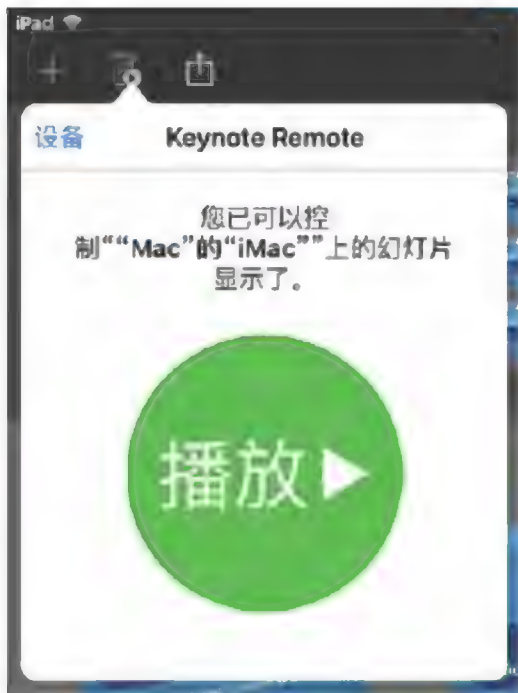 iPad
设备 Keynote Remote
您已可以控
制““Mac”的“iMac””上的幻灯片
显示了。
播放